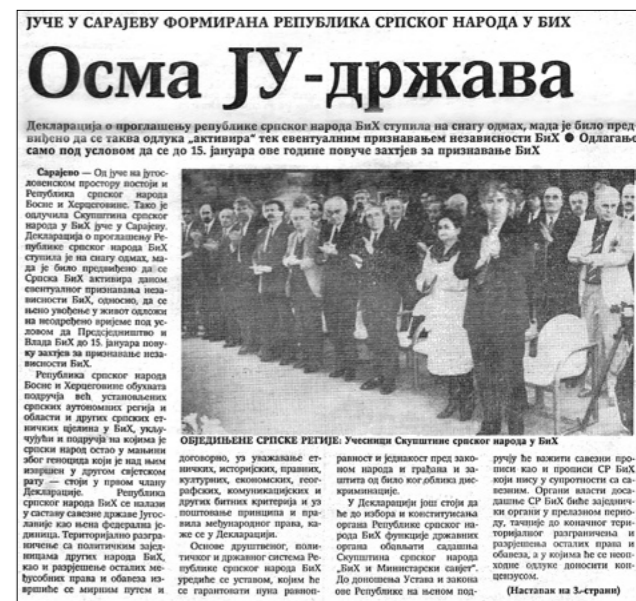 ЈУЧЕ У САРАЈЕВУ ФОРМИРАНА РЕПУБЛИКА СРПСКОГ НАРОДА У БИХ
Осма ЈУ-држава
Декларација о проглашењу републике српског народа БиХ ступила на снагу одмах, мада је било пред-
виђено да се таква одлука „активира“ тек евентуалним признавањем независности БиХ ● Одлагањ
само под условом да се до 15. јануара ове године повуче захтјев за признавање БиХ
Сарајево — Од јуче на југос-
ловенском простору постоји и
Република српског народа
Босне и Херцеговине. Тако је
одлучила Скупштина српског
народа у БиХ јуче у Сарајеву.
Декларација о проглашењу Ре-
публике српског народа БиХ
ступила је на снагу одмах, ма-
да је било предвиђено да се
Српска БиХ активира даном
евентуалног признавања неза-
висности БиХ, односно, да се
њено увођење у живот одложи
на неодређено вријеме под ус-
ловом да Предсједништво и
Влада БиХ до 15. јануара пову-
ку захтјев за признавање неза-
висности БиХ.
Република српског народа
Босне и Херцеговине обухвата
подручја већ установљених
српских аутономних регија и
области и других српских ет-
ничких цјелина у БиХ, укљу-
чујући и подручја на којима је
српски народ остао у мањини
због геноцида који је над њим
извршен у другом свјетском
рату — стоји у првом члану
Декларације. Република
српског народа БиХ се налази
у саставу савезне државе Југос-
лавије као њена федерална је-
диница. Територијално разгра-
ничење са политичким зајед-
ницама других народа БиХ,
као и разрјешење осталих ме-
ђусобних права и обавеза из-
вршиће се мирним путем и
ОБЈЕДИЊЕНЕ СРПСКЕ РЕГИЈЕ: Учесници Скупштине српског народа у БиХ
договорно, уз уважавање ет-
ничких, историјских, правних,
културних, економских, геог-
рафских, комуникацијских и
других битних критерија и уз
поштовање принципа и пра-
вила међународног права, ка-
же се у Декларацији.
Основе друштвеног, поли-
тичког и државног система Ре-
публике српског народа БиХ
уредиће се уставом, којим ће
се гарантовати пуна равноп-
равност и једнакост пред зако-
ном народа и грађана и за-
штита од било ког облика дис-
криминације.
У Декларацији још стоји да
ће до избора и конституисања
органа Републике српског на-
рода БиХ функције државних
органа обављати садашња
Скупштина српског народа
„БиХ и Министарски савјет“.
До доношења Устава и закона
ове Републике на њеном под-
ручју ће важити савезни про-
писи као и прописи СР БиХ
који нису у супротности са са-
везним. Органи власти доса-
дашње СР БиХ биће заједнич-
ки органи у прелазном перио-
ду, тачније до коначног тери-
торијалног разграничења и
разрјешења осталих права и
обавеза, а у којима ће се неоп-
ходне одлуке доносити кон-
цензусом.
(Наставак на 3. страни)